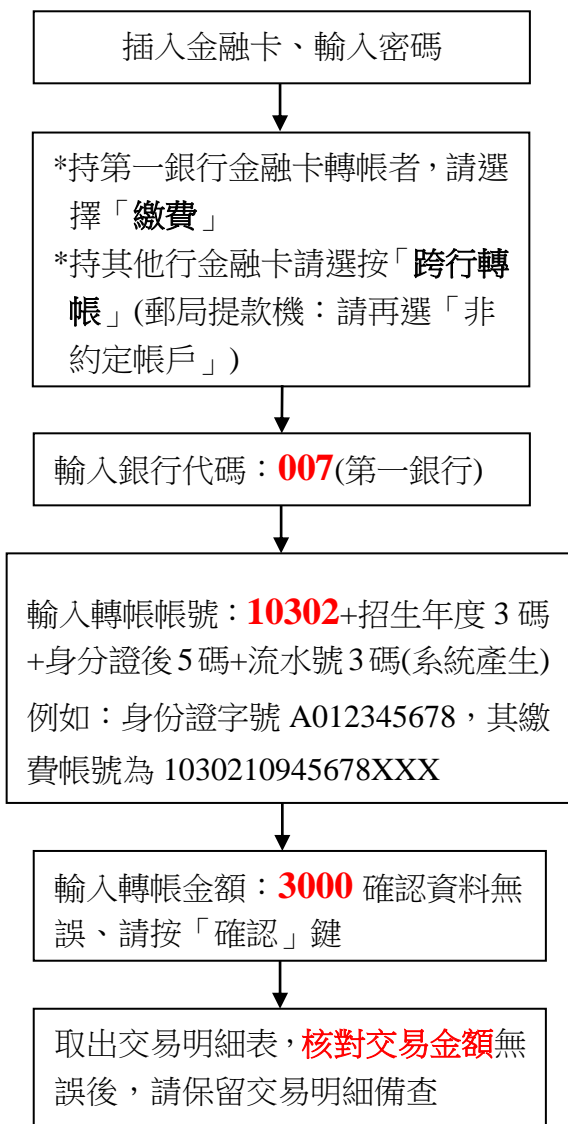 插入金融卡、輸入密碼
*持第一銀行金融卡轉帳者，請選
擇「繳費」
*持其他行金融卡請選按「跨行轉
帳」(郵局提款機：請再選「非
約定帳戶」)
輸入銀行代碼：007(第一銀行)
輸入轉帳帳號：10302+招生年度 3 碼
+身分證後 5 碼+流水號 3 碼(系統產生)
例如：身份證字號 A012345678，其繳
費帳號為 1030210945678XXX
輸入轉帳金額：3000 確認資料無
誤、請按「確認」鍵
取出交易明細表，核對交易金額無
誤後，請保留交易明細備查